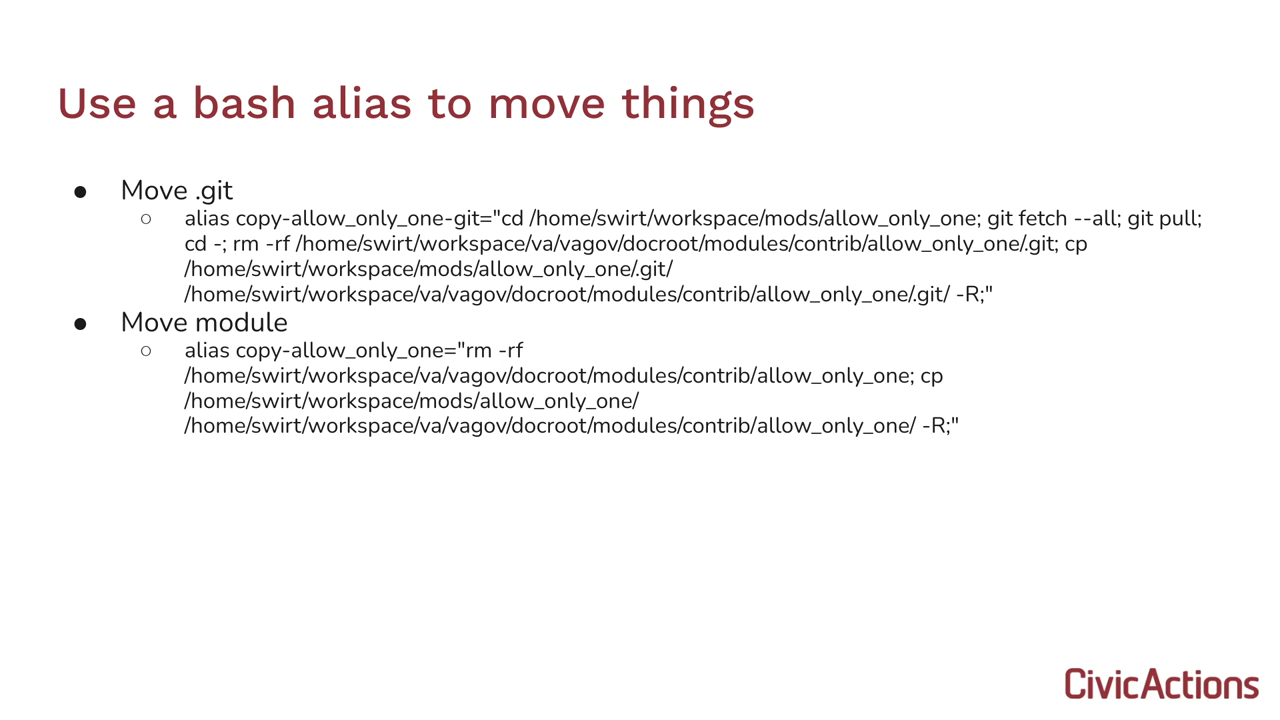 Use a bash alias to move things
● Move .git
○ alias copy-allow_only_one-git="cd /home/swirt/workspace/mods/allow_only_one; git fetch --all; git pull;
cd -; rm -rf /home/swirt/workspace/va/vagov/docroot/modules/contrib/allow_only_one/.git; cp
/home/swirt/workspace/mods/allow_only_one/.git/
/home/swirt/workspace/va/vagov/docroot/modules/contrib/allow_only_one/.git/ -R;"
● Move module
○ alias copy-allow_only_one="rm -rf
/home/swirt/workspace/va/vagov/docroot/modules/contrib/allow_only_one; cp
/home/swirt/workspace/mods/allow_only_one/
/home/swirt/workspace/va/vagov/docroot/modules/contrib/allow_only_one/ -R;"
CivicActions